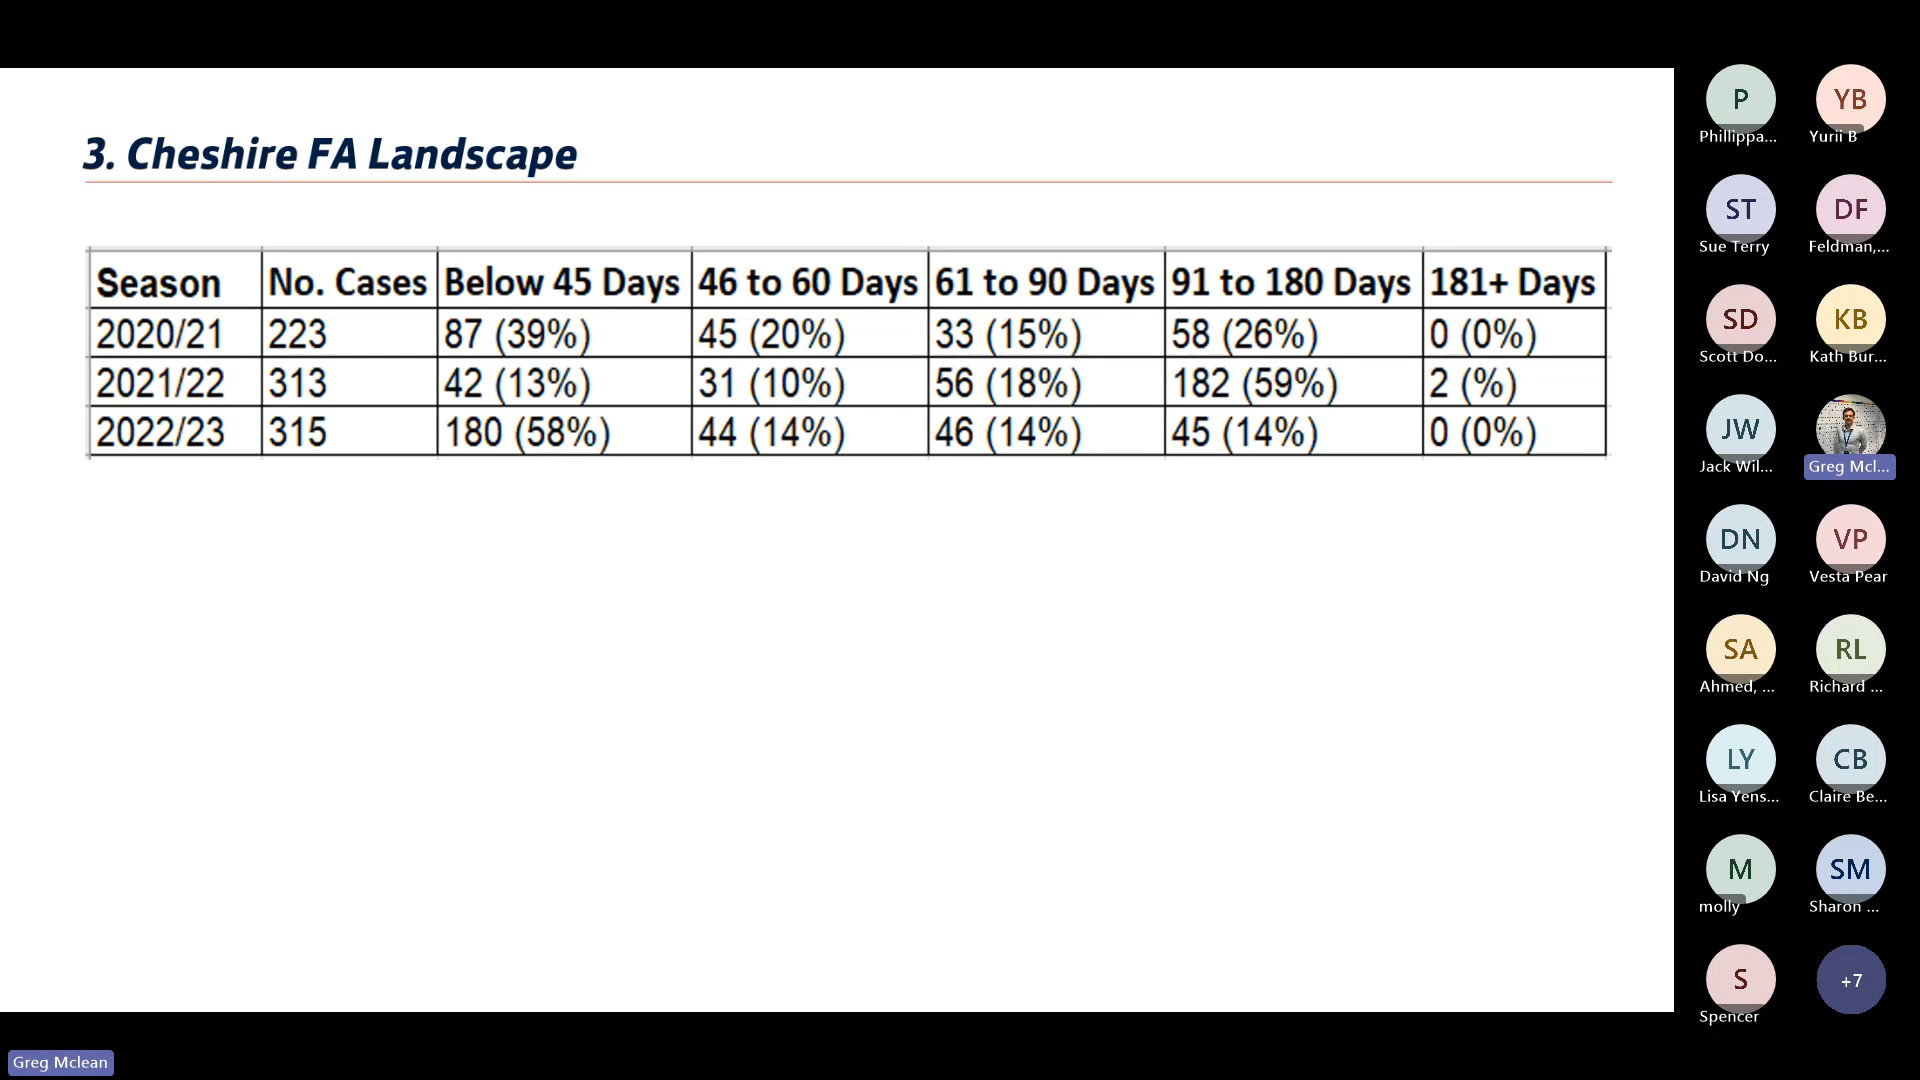 3. Cheshire FA Landscape
Season No. Cases Below 45 Days 46 to 60 Days 61 to 90 Days 91 to 180 Days 181+ Days
2020/21 223 87 (39%) 45 (20%) 33 (15%) 58 (26%) 0 (0%)
2021/22 313 42 (13%) 31 (10%) 56 (18%) 182 (59%) 2 (%)
2022/23 315 180 (58%) 44 (14%) 46 (14%) 45 (14%) 0 (0%)
P YB
Phillippa... Yurii B
ST DF
Sue Terry Feldman,...
SD KB
Scott Do... Kath Bur...
JW
Jack Wil... Greg Mcl...
DN VP
David Ng Vesta Pear
SA RL
Ahmed, ... Richard ...
LY CB
Lisa Yens... Claire Be...
M SM
molly Sharon ...
S +7
Spencer
Greg Mclean